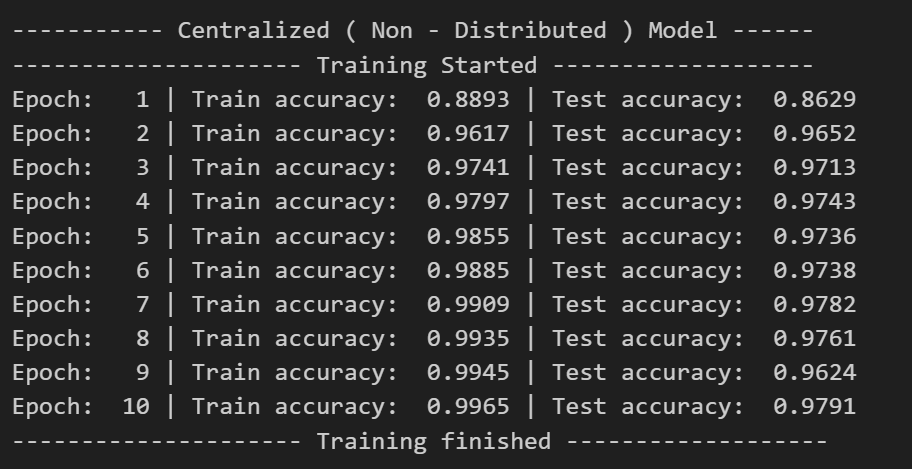 ----------- Centralized ( Non - Distributed ) Model ------
--------------------- Training Started -------------------
Epoch:   1 | Train accuracy:  0.8893 | Test accuracy:  0.8629
Epoch:   2 | Train accuracy:  0.9617 | Test accuracy:  0.9652
Epoch:   3 | Train accuracy:  0.9741 | Test accuracy:  0.9713
Epoch:   4 | Train accuracy:  0.9797 | Test accuracy:  0.9743
Epoch:   5 | Train accuracy:  0.9855 | Test accuracy:  0.9736
Epoch:   6 | Train accuracy:  0.9885 | Test accuracy:  0.9738
Epoch:   7 | Train accuracy:  0.9909 | Test accuracy:  0.9782
Epoch:   8 | Train accuracy:  0.9935 | Test accuracy:  0.9761
Epoch:   9 | Train accuracy:  0.9945 | Test accuracy:  0.9624
Epoch:  10 | Train accuracy:  0.9965 | Test accuracy:  0.9791
--------------------- Training finished -------------------